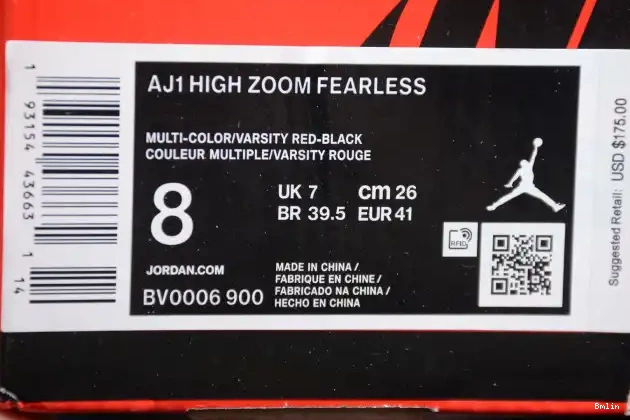 AJ1 HIGH ZOOM FEARLESS
MULTI-COLOR/VARSITY RED-BLACK
COULEUR MULTIPLE/VARSITY ROUGE
8
UK 7 cm 26
BR 39.5 EUR 41
JORDAN.COM
BV0006 900
MADE IN CHINA /
FABRIQUE EN CHINE /
FABRICADO NA CHINA /
HECHO EN CHINA
RFID
1 93154 43663 1 14
Suggested Retail: USD $175.00
Bmlin